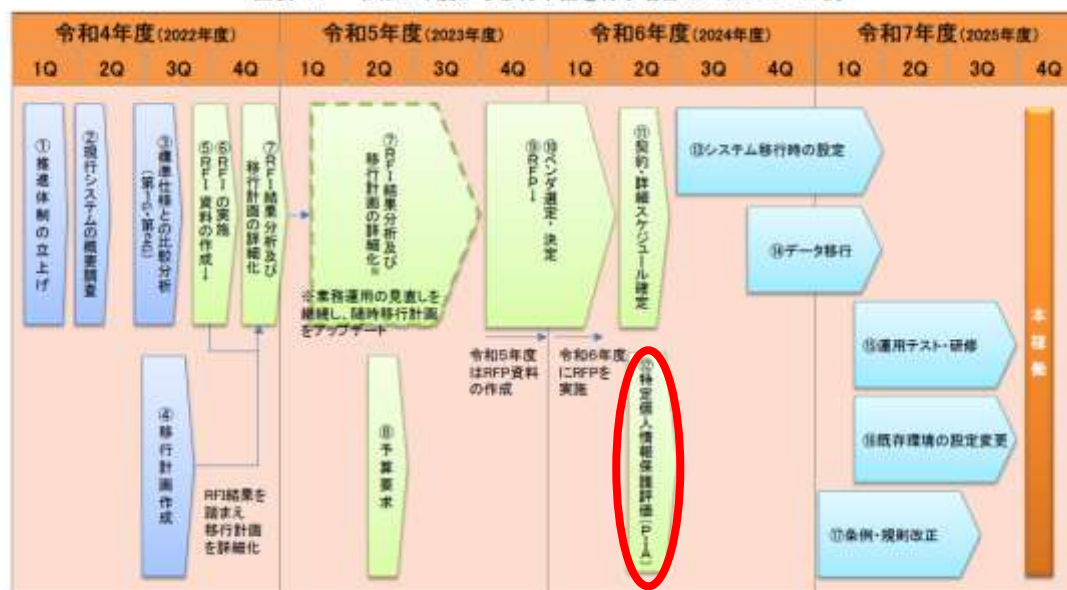 令和4年度(2022年度)
令和5年度(2023年度)
令和6年度(2024年度)
令和7年度(2025年度)
1Q 2Q 3Q 4Q 1Q 2Q 3Q 4Q 1Q 2Q 3Q 4Q 1Q 2Q 3Q 4Q
①推進体制の立上げ
②現行システムの概要調査
③標準仕様との比較分析
⑤RFI資料の作成↓
⑥RFIの実施
⑦RFI結果分析及び
移行計画の詳細化
⑦RFI結果分析及び
移行計画の詳細化※
※業務運用の見直しを
継続し、随時移行計画
をアップデート
⑨RFP↓
⑩ベンダ選定・決定
令和5年度
はRFP資料
の作成
令和6年度
にRFPを
実施
⑪契約・詳細スケジュール確定
⑫特定個人情報保護評価(PIA)
⑬システム移行時の設定
⑭データ移行
⑮運用テスト・研修
⑯既存環境の設定変更
⑰条例・規則改正
本稼働
④移行計画作成
RFI結果を
踏まえ
移行計画
を詳細化
⑧予算要求